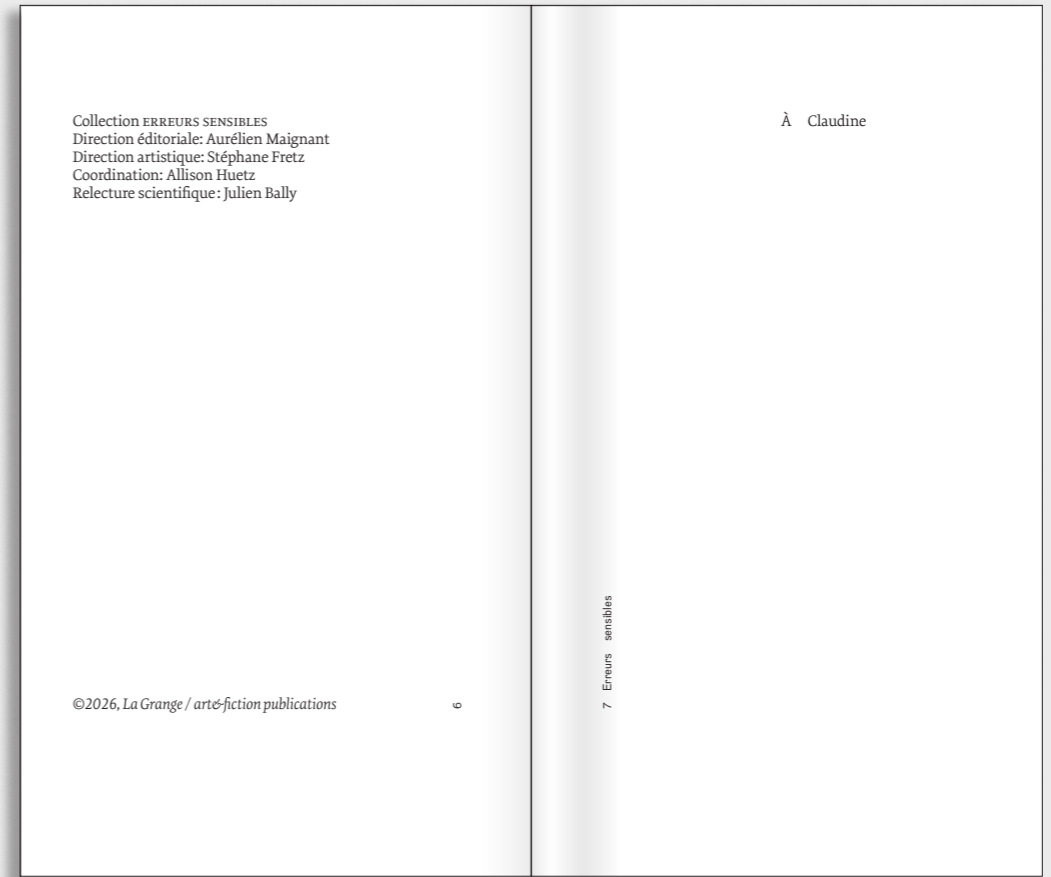 Collection ERREURS SENSIBLES
Direction éditoriale: Aurélien Maignant
Direction artistique: Stéphane Fretz
Coordination: Allison Huetz
Relecture scientifique: Julien Bally
©2026, La Grange / art&fiction publications
6
À Claudine
7 Erreurs sensibles